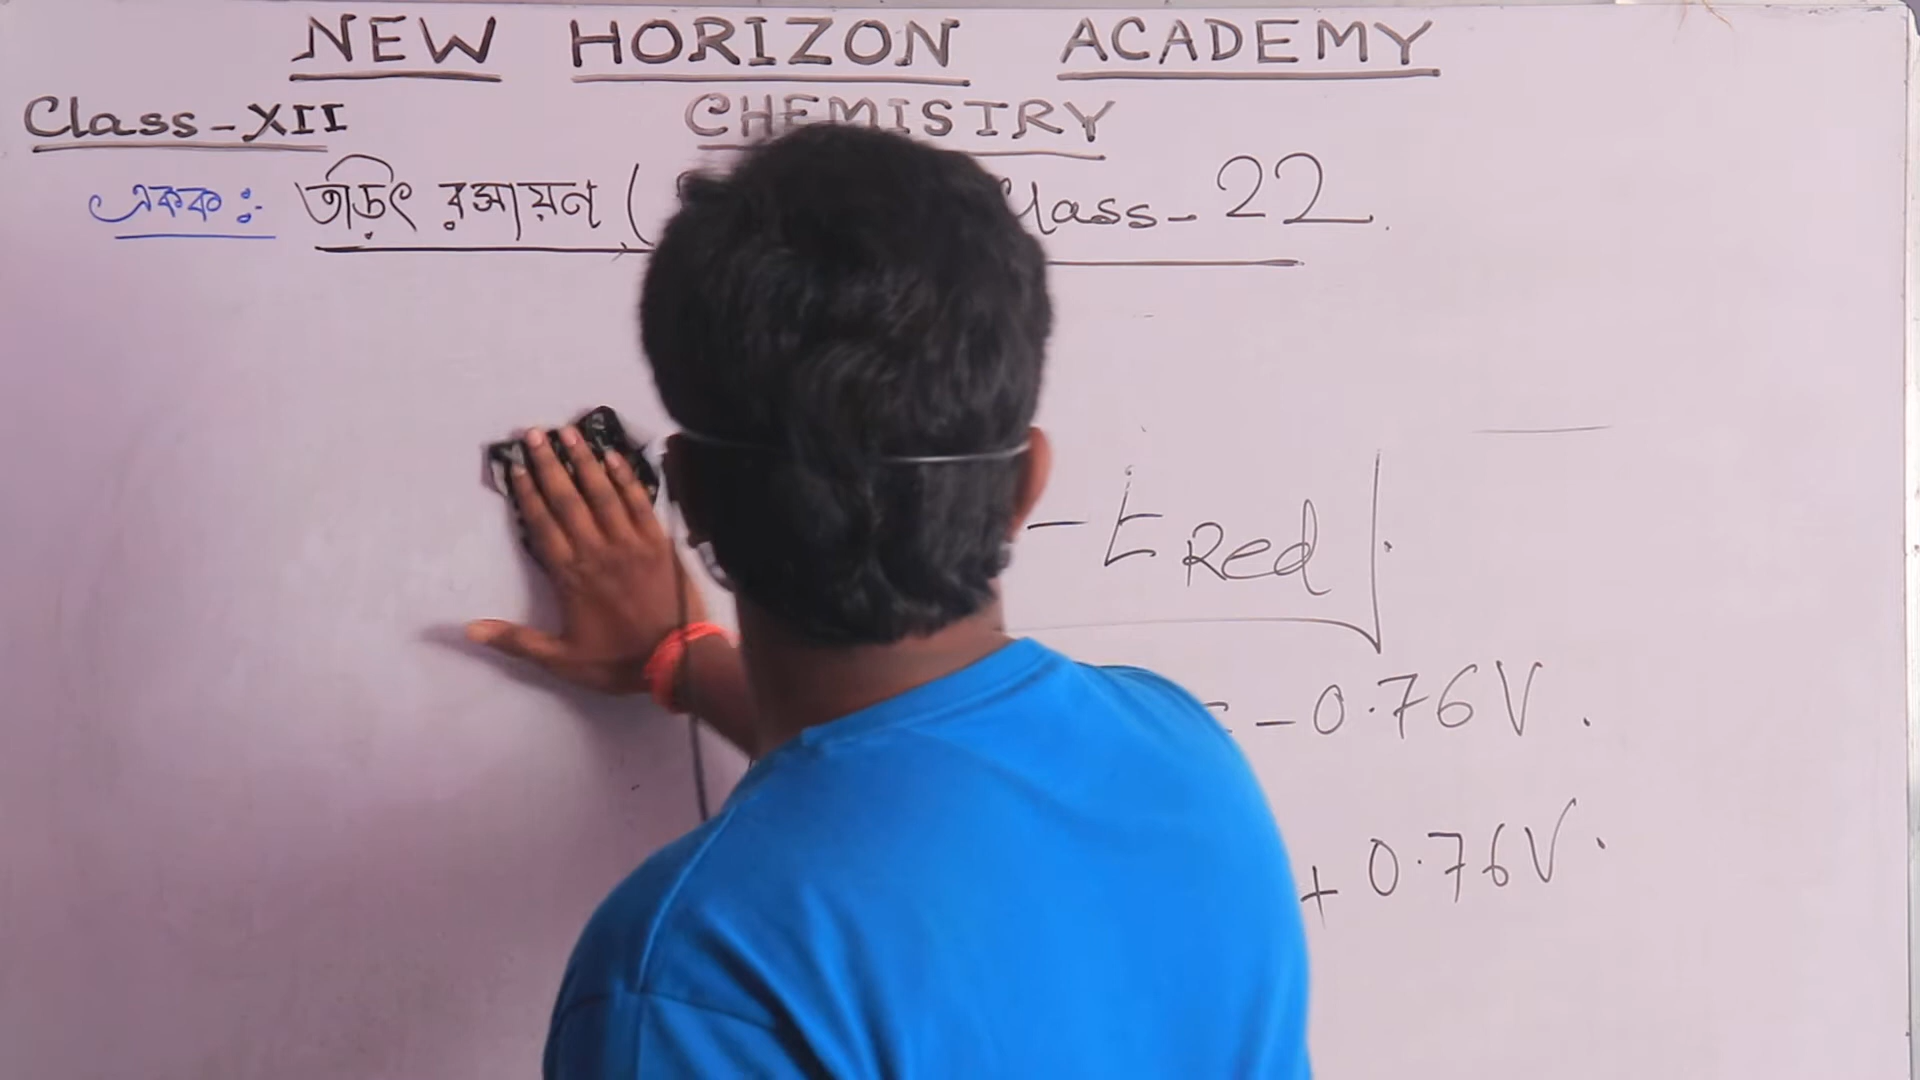 NEW HORIZON ACADEMY
Class-XII CHEMISTRY
একক:- তড়িৎ রসায়ন ( Class-22.
- E Red
= -0.76V.
+ 0.76V.